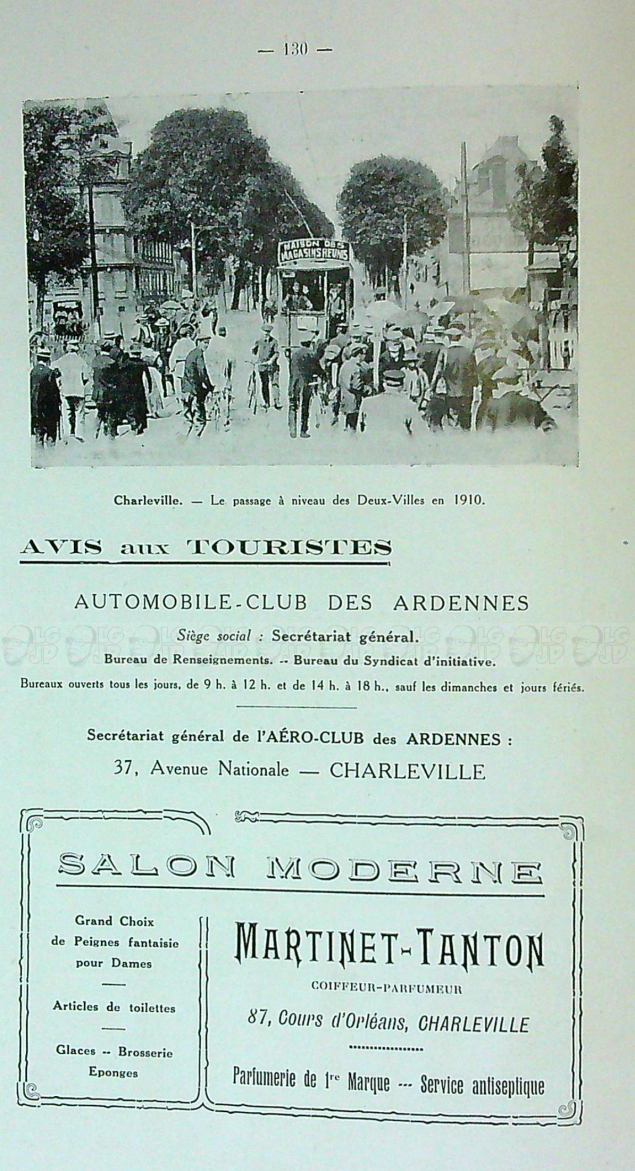 — 130 —
MAISON DES
MAGASINS REUNIS
Charleville. — Le passage à niveau des Deux-Villes en 1910.
AVIS aux TOURISTES
AUTOMOBILE-CLUB DES ARDENNES
Siège social : Secrétariat général.
Bureau de Renseignements. -- Bureau du Syndicat d'initiative.
Bureaux ouverts tous les jours, de 9 h. à 12 h. et de 14 h. à 18 h., sauf les dimanches et jours fériés.
Secrétariat général de l'AÉRO-CLUB des ARDENNES :
37, Avenue Nationale — CHARLEVILLE
SALON MODERNE
Grand Choix
de Peignes fantaisie
pour Dames
Articles de toilettes
Glaces -- Brosserie
Eponges
MARTINET-TANTON
COIFFEUR-PARFUMEUR
87, Cours d'Orléans, CHARLEVILLE
Parfumerie de 1re Marque --- Service antiseptique